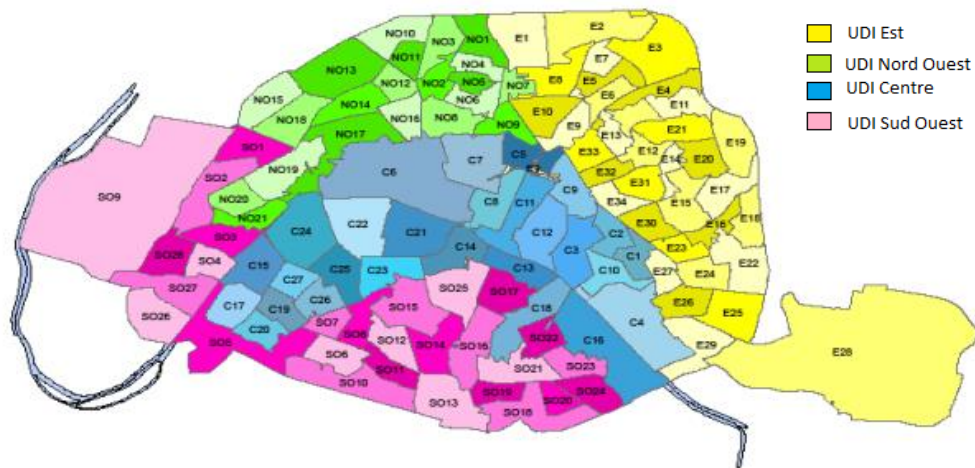 UDI Est
UDI Nord Ouest
UDI Centre
UDI Sud Ouest
NO10
NO3
NO1
E1
E2
E3
NO11
NO4
E7
NO13
NO12
NO2
NO5
NO7
E8
E5
E4
NO15
NO14
NO6
E6
E11
NO18
NO16
NO8
E10
NO17
NO9
E9
E13
E21
E19
SO1
C5
E33
E12
E14
E20
SO2
NO19
C6
C7
E32
E31
E17
SO9
NO20
C8
C11
C9
E34
E15
NO21
C22
E30
E16
E18
SO3
C24
C21
C12
C3
C2
C14
C1
E23
E22
SO28
SO4
C15
C25
C23
C13
C10
E27
E24
SO27
C27
SO25
SO17
C17
C19
C26
SO15
C18
E26
E25
SO26
C20
SO7
C4
SO5
SO8
SO12
SO14
SO16
SO22
C16
E29
E28
SO6
SO11
SO21
SO23
SO10
SO13
SO19
SO20
SO24
SO18